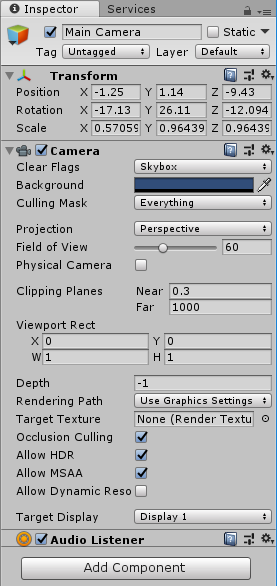 Inspector Services
Main Camera Static
Tag Untagged Layer Default
Transform
Position X -1.25 Y 1.14 Z -9.43
Rotation X -17.13 Y 26.11 Z -12.094
Scale X 0.57059 Y 0.96439 Z 0.96439
Camera
Clear Flags Skybox
Background
Culling Mask Everything
Projection Perspective
Field of View 60
Physical Camera
Clipping Planes Near 0.3
Far 1000
Viewport Rect
X 0 Y 0
W 1 H 1
Depth -1
Rendering Path Use Graphics Settings
Target Texture None (Render Textu
Occlusion Culling
Allow HDR
Allow MSAA
Allow Dynamic Reso
Target Display Display 1
Audio Listener
Add Component